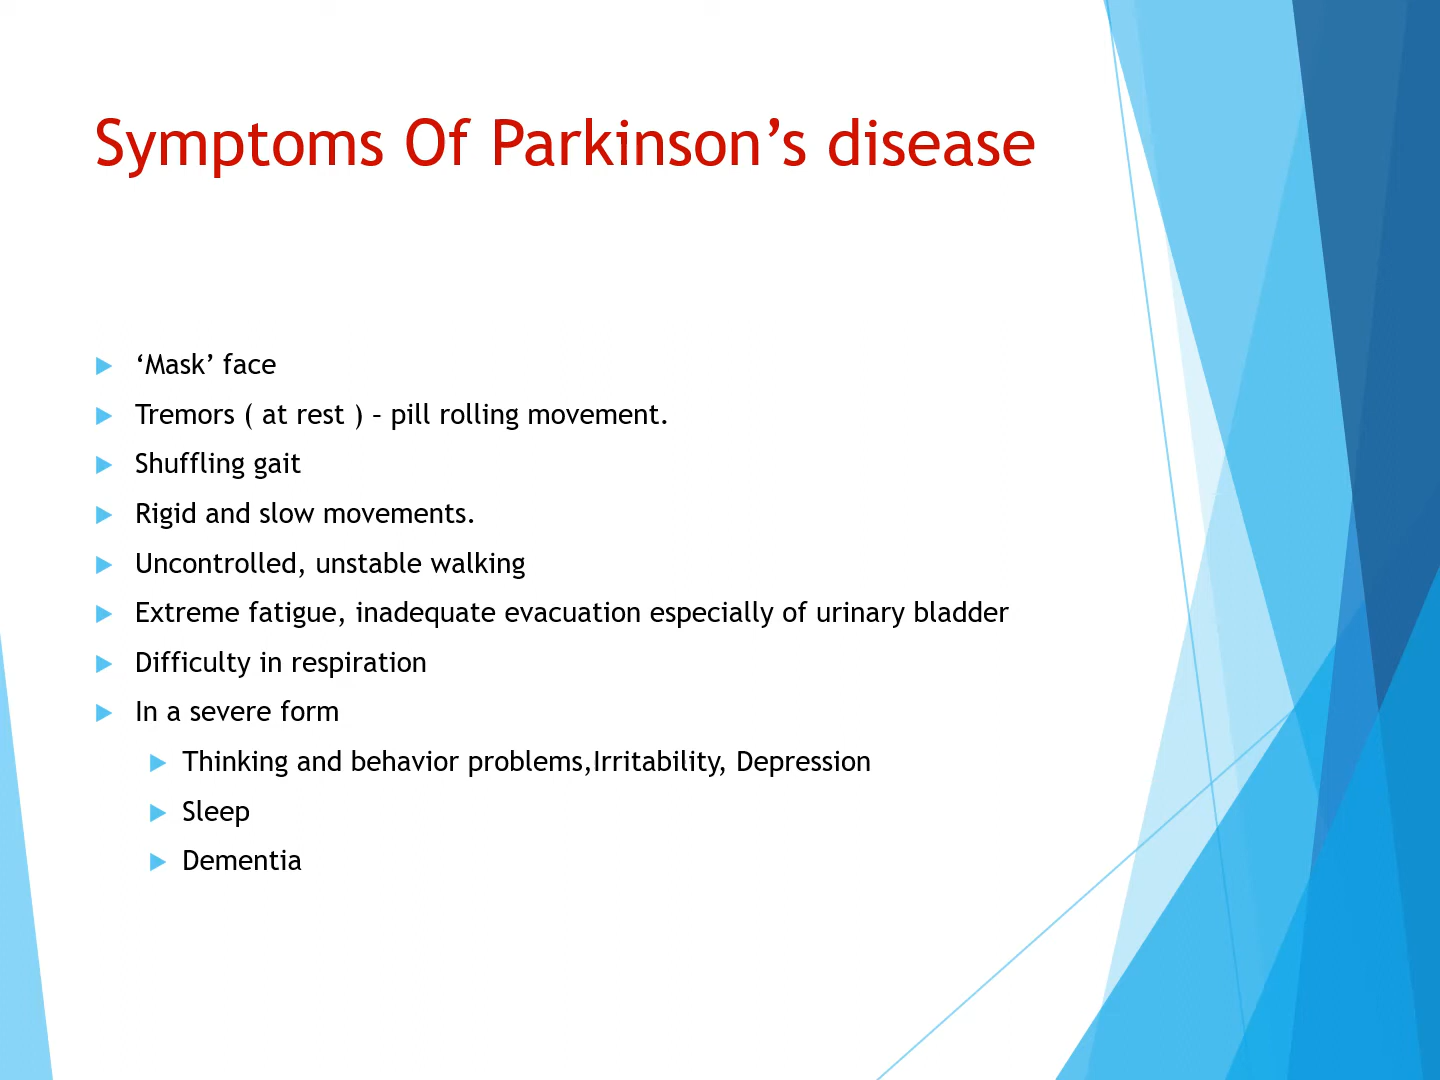 Symptoms Of Parkinson’s disease
‘Mask’ face
Tremors ( at rest ) – pill rolling movement.
Shuffling gait
Rigid and slow movements.
Uncontrolled, unstable walking
Extreme fatigue, inadequate evacuation especially of urinary bladder
Difficulty in respiration
In a severe form
Thinking and behavior problems,Irritability, Depression
Sleep
Dementia